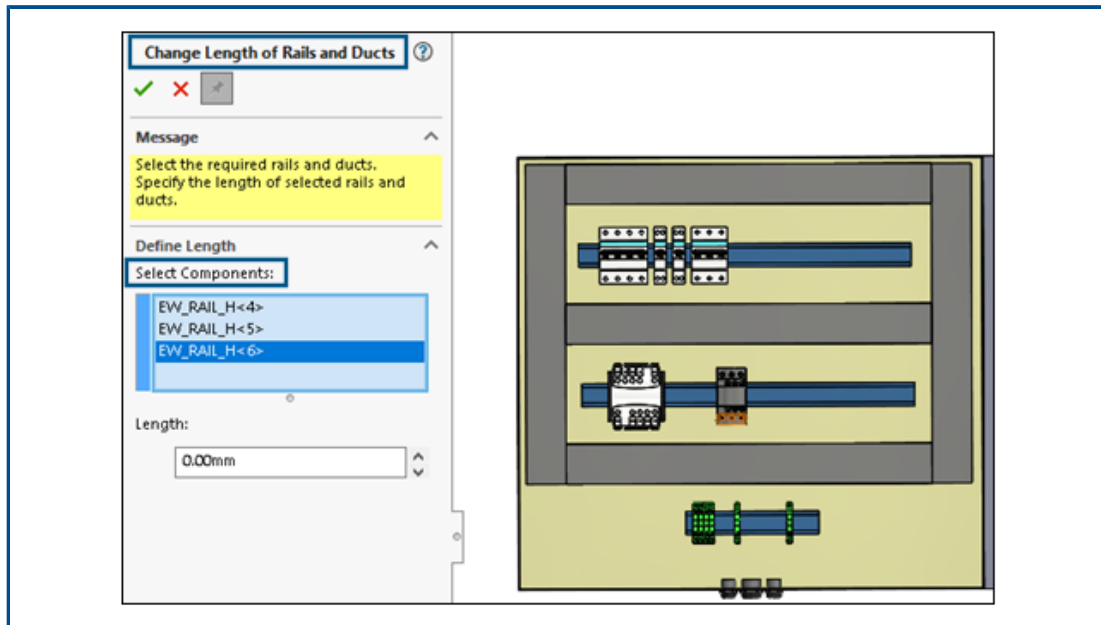 Change Length of Rails and Ducts
Message
Select the required rails and ducts.
Specify the length of selected rails and
ducts.
Define Length
Select Components:
EW_RAIL_H<4>
EW_RAIL_H<5>
EW_RAIL_H<6>
Length:
0.00mm